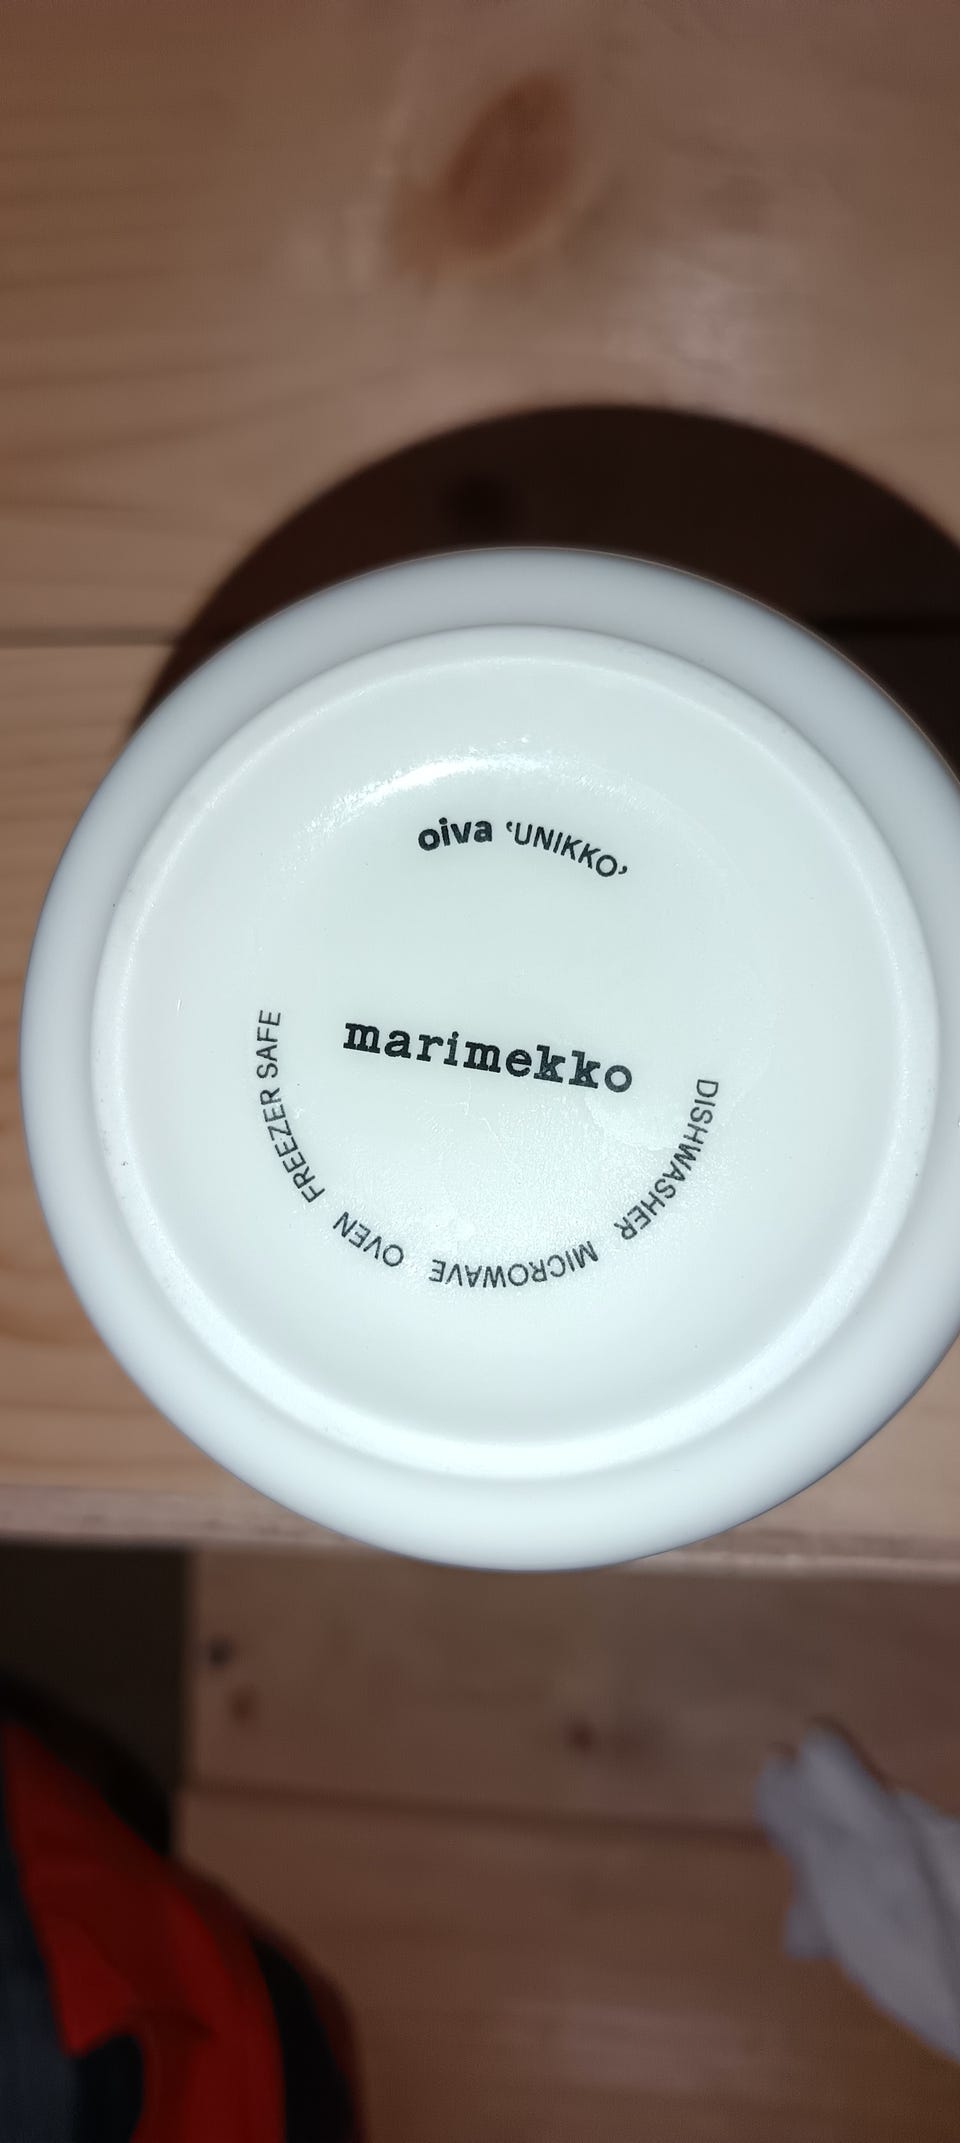 oiva ‘UNIKKO’
marimekko
DISHWASHER MICROWAVE OVEN FREEZER SAFE